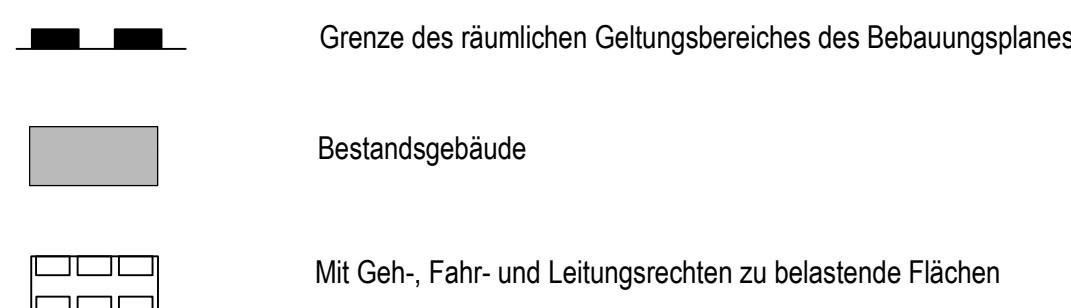 Grenze des räumlichen Geltungsbereiches des Bebauungsplanes
Bestandsgebäude
Mit Geh-, Fahr- und Leitungsrechten zu belastende Flächen